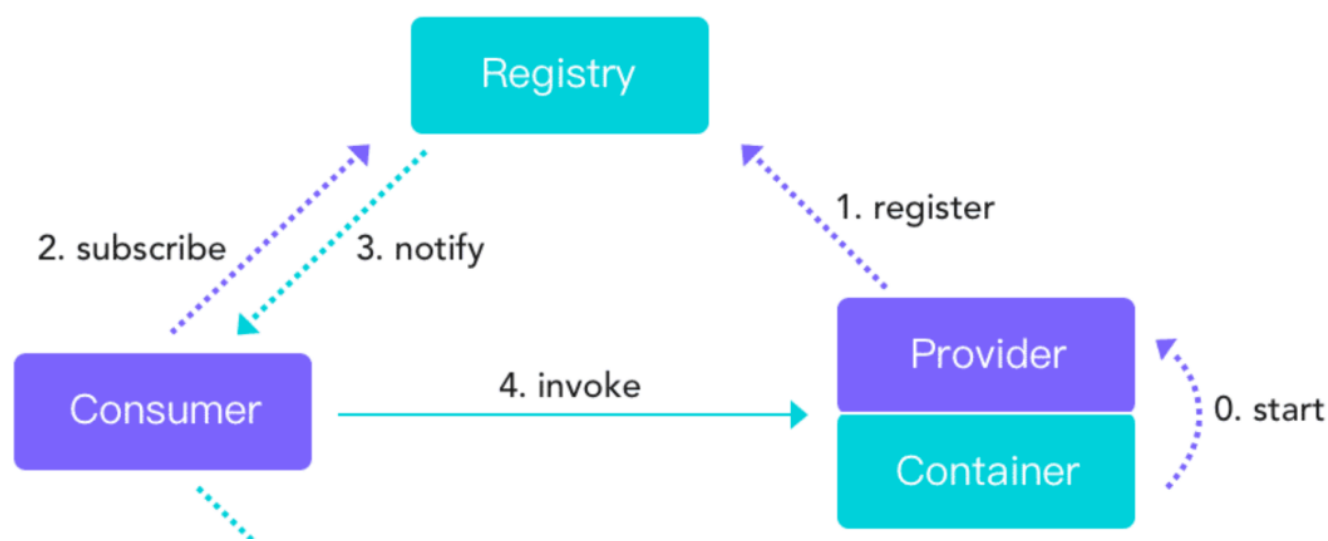 Registry
1. register
2. subscribe
3. notify
Provider
Consumer
4. invoke
0. start
Container